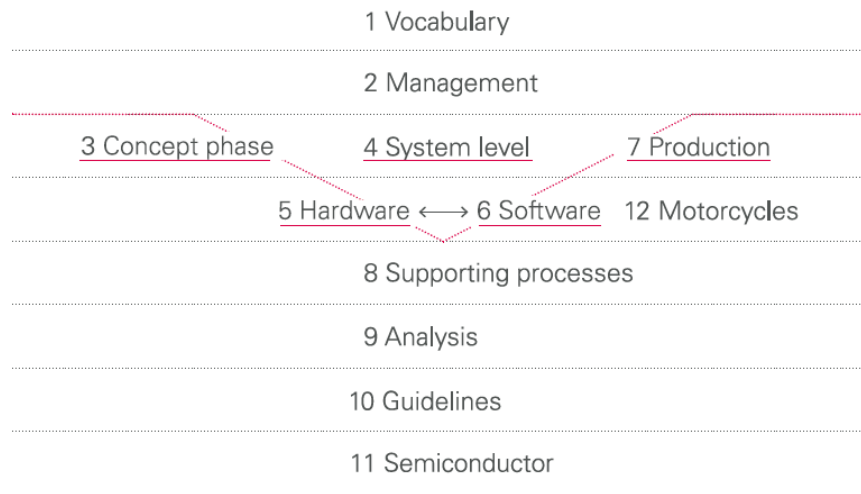 1 Vocabulary
2 Management
3 Concept phase 4 System level 7 Production
5 Hardware ⟷ 6 Software 12 Motorcycles
8 Supporting processes
9 Analysis
10 Guidelines
11 Semiconductor